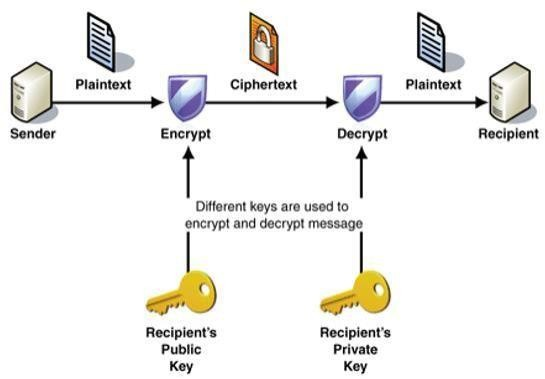 Plaintext
Ciphertext
Plaintext
Sender
Encrypt
Decrypt
Recipient
Different keys are used to
encrypt and decrypt message
Recipient's
Public
Key
Recipient's
Private
Key